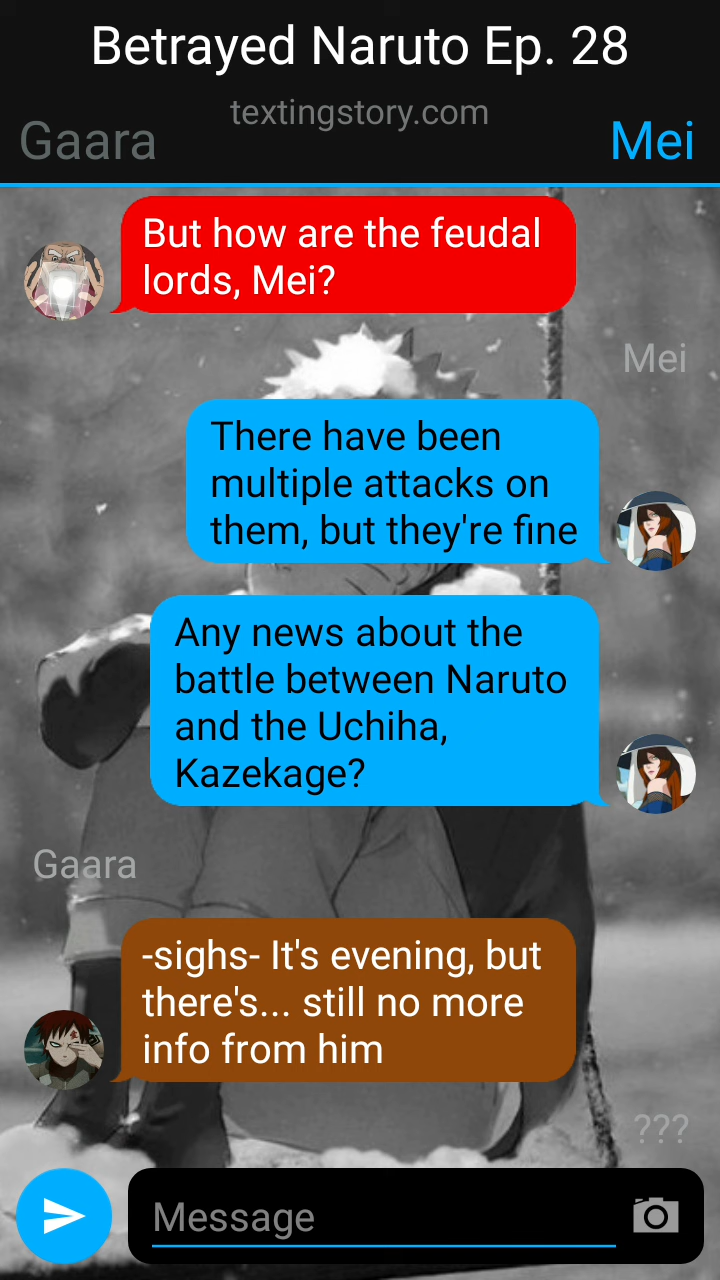 Betrayed Naruto Ep. 28
textingstory.com
Gaara
Mei
But how are the feudal
lords, Mei?
Mei
There have been
multiple attacks on
them, but they're fine
Any news about the
battle between Naruto
and the Uchiha,
Kazekage?
Gaara
-sighs- It's evening, but
there's... still no more
info from him
???
Message